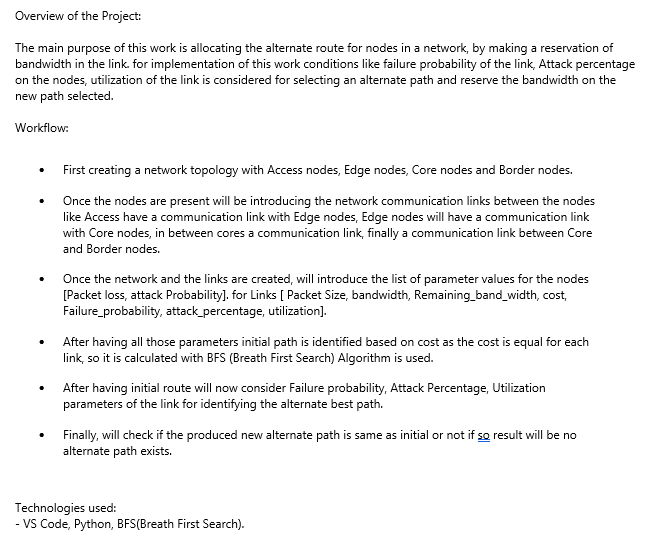 Overview of the Project:
The main purpose of this work is allocating the alternate route for nodes in a network, by making a reservation of
bandwidth in the link. for implementation of this work conditions like failure probability of the link, Attack percentage
on the nodes, utilization of the link is considered for selecting an alternate path and reserve the bandwidth on the
new path selected.
Workflow:
• First creating a network topology with Access nodes, Edge nodes, Core nodes and Border nodes.
• Once the nodes are present will be introducing the network communication links between the nodes
like Access have a communication link with Edge nodes, Edge nodes will have a communication link
with Core nodes, in between cores a communication link, finally a communication link between Core
and Border nodes.
• Once the network and the links are created, will introduce the list of parameter values for the nodes
[Packet loss, attack Probability]. for Links [ Packet Size, bandwidth, Remaining_band_width, cost,
Failure_probability, attack_percentage, utilization].
• After having all those parameters initial path is identified based on cost as the cost is equal for each
link, so it is calculated with BFS (Breath First Search) Algorithm is used.
• After having initial route will now consider Failure probability, Attack Percentage, Utilization
parameters of the link for identifying the alternate best path.
• Finally, will check if the produced new alternate path is same as initial or not if so result will be no
alternate path exists.
Technologies used:
- VS Code, Python, BFS(Breath First Search).